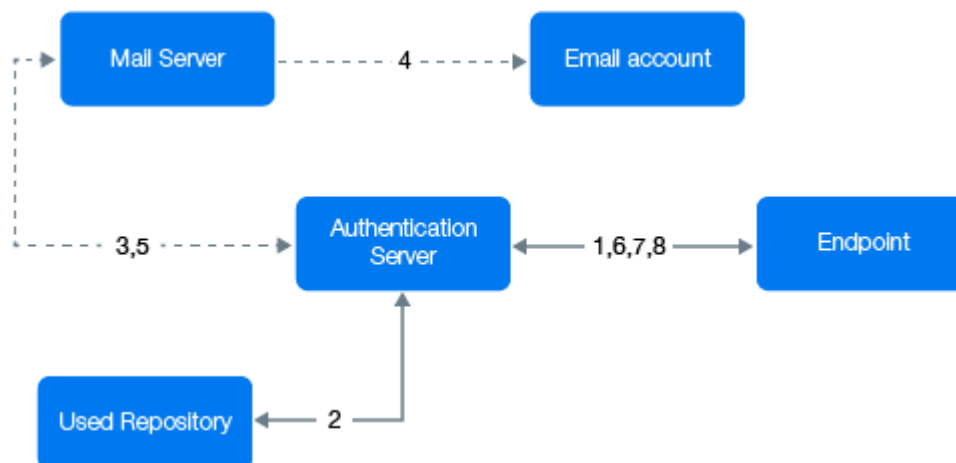 Mail Server
4
Email account
3,5
Authentication
Server
1,6,7,8
Endpoint
Used Repository
2